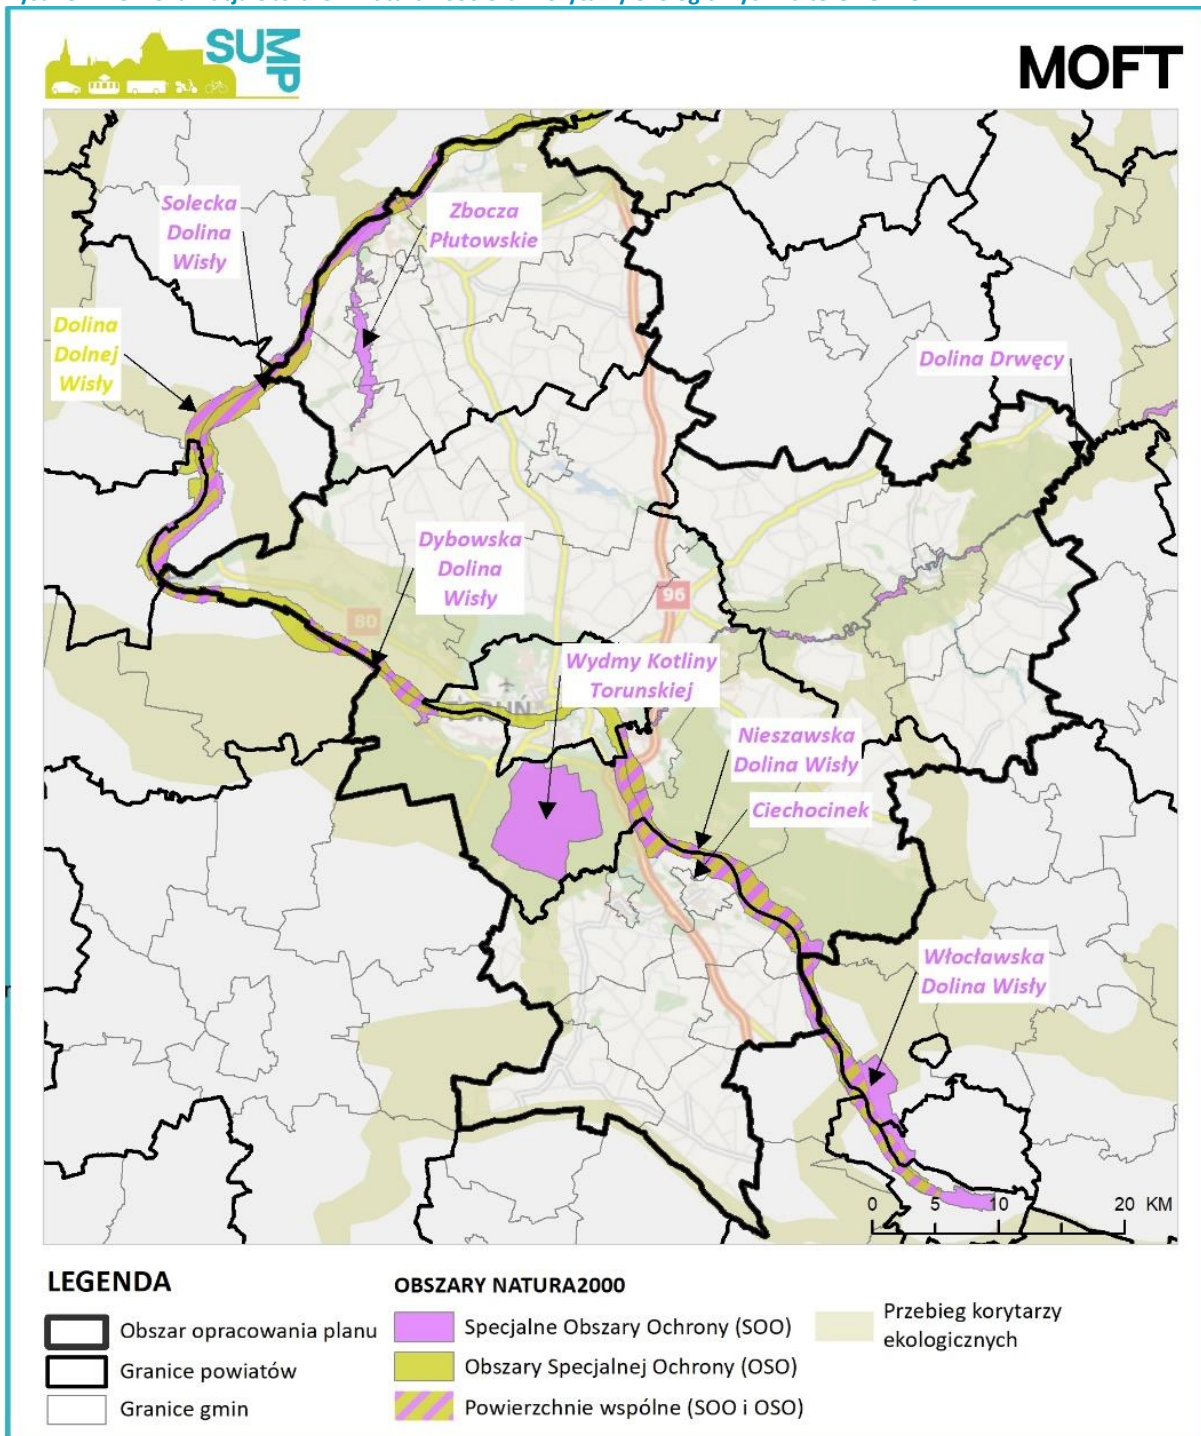 SUMP
MOFT
Solecka
Dolina
Wisły
Zbocza
Płutowskie
Dolina
Dolnej
Wisły
Dolina Drwęcy
Dybowska
Dolina
Wisły
96
80
Wydmy Kotliny
Torunskiej
TORUŃ
Nieszawska
Dolina Wisły
Ciechocinek
Włocławska
Dolina Wisły
0 5 10 20 KM
LEGENDA
Obszar opracowania planu
Granice powiatów
Granice gmin
OBSZARY NATURA2000
Specjalne Obszary Ochrony (SOO)
Obszary Specjalnej Ochrony (OSO)
Powierzchnie wspólne (SOO i OSO)
Przebieg korytarzy
ekologicznych